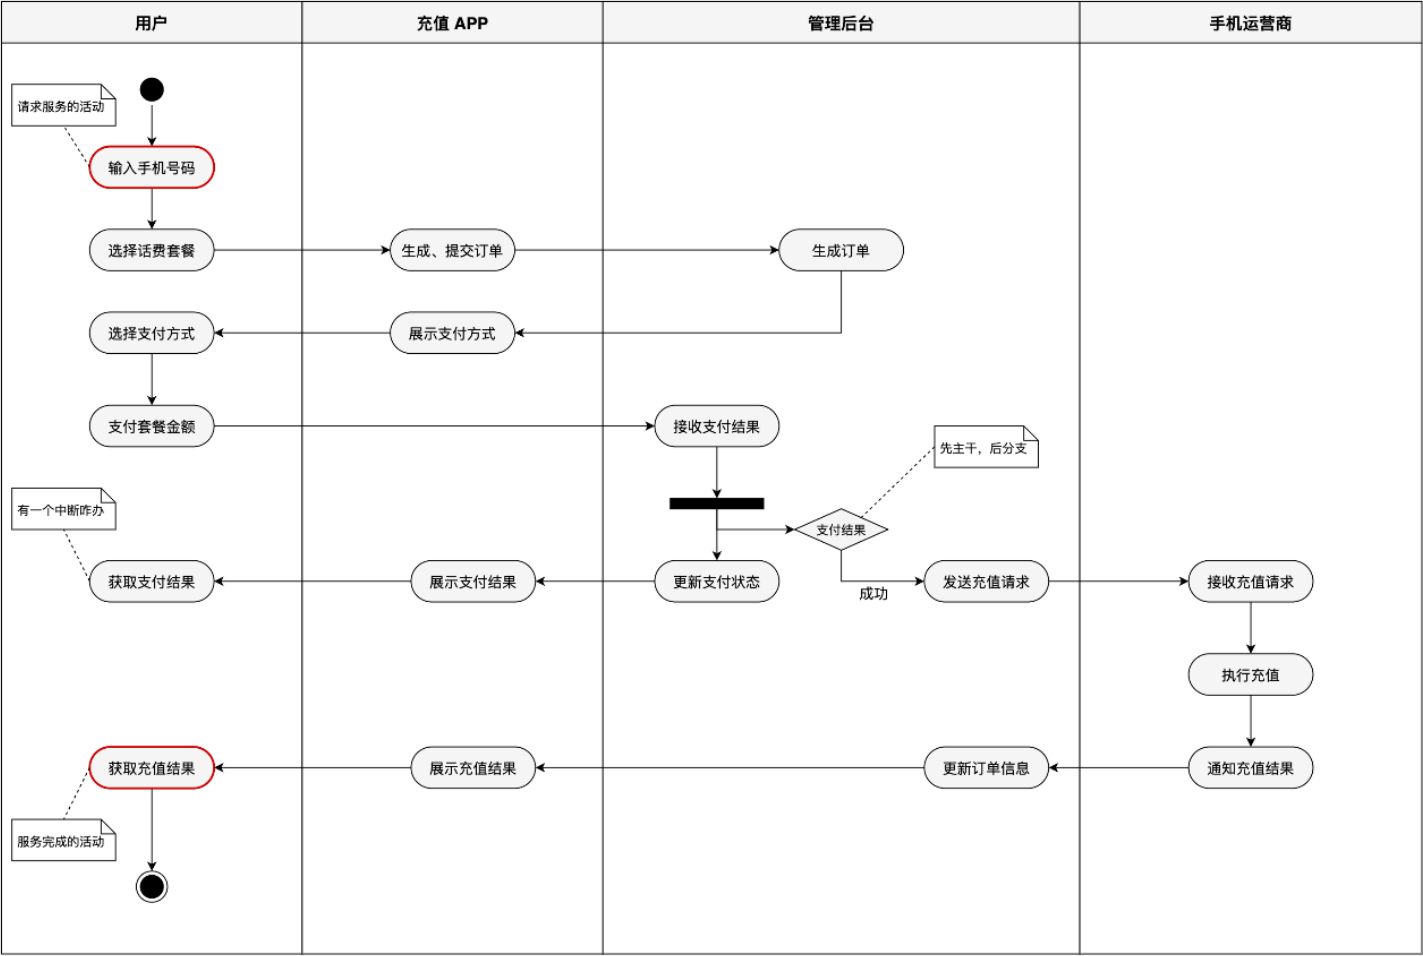 用户
充值 APP
管理后台
手机运营商
请求服务的活动
输入手机号码
选择话费套餐
生成、提交订单
生成订单
选择支付方式
展示支付方式
支付套餐金额
接收支付结果
先主干，后分支
有一个中断咋办
支付结果
获取支付结果
展示支付结果
更新支付状态
成功
发送充值请求
接收充值请求
执行充值
获取充值结果
展示充值结果
更新订单信息
通知充值结果
服务完成的活动